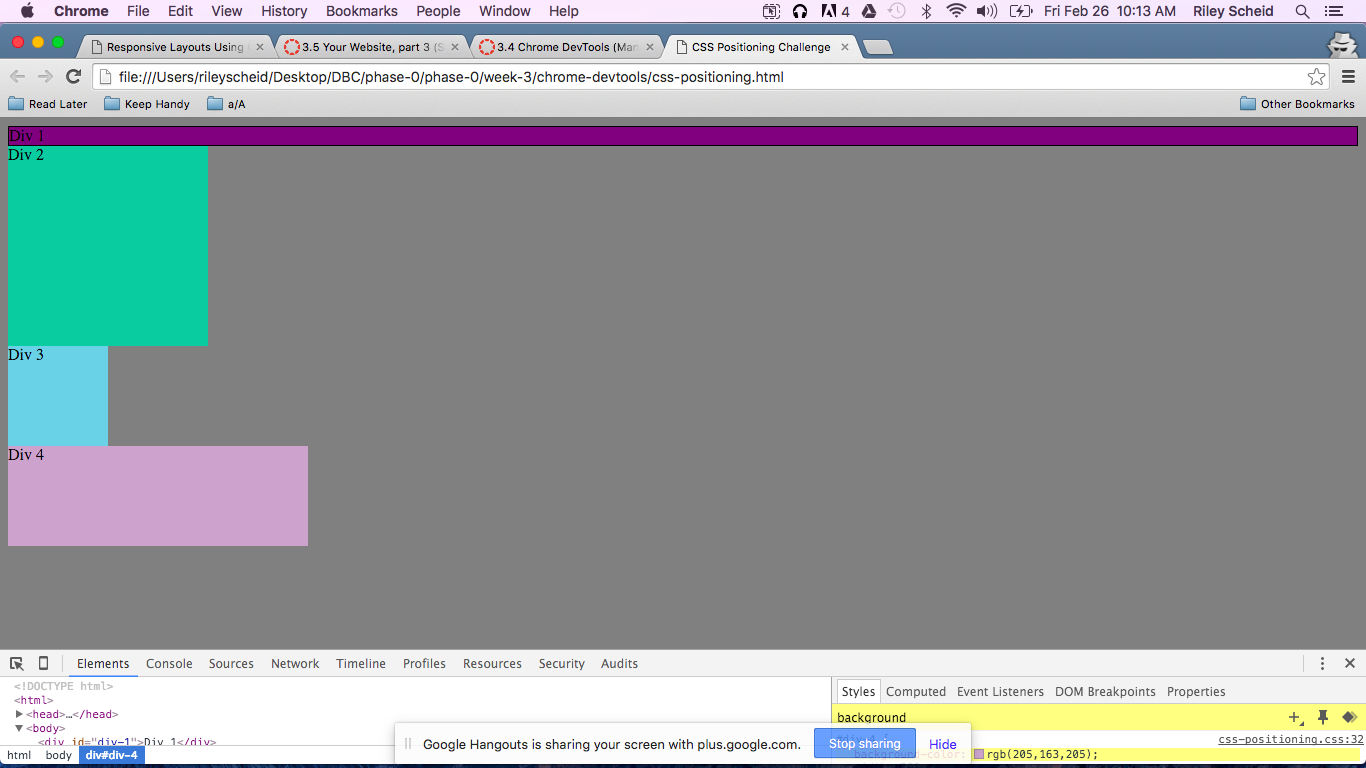 Chrome File Edit View History Bookmarks People Window Help 4 Fri Feb 26 10:13 AM Riley Scheid
Responsive Layouts Using
3.5 Your Website, part 3 (S
3.4 Chrome DevTools (Man
CSS Positioning Challenge
file:///Users/rileyscheid/Desktop/DBC/phase-0/phase-0/week-3/chrome-devtools/css-positioning.html
Read Later Keep Handy a/A Other Bookmarks
Div 1
Div 2
Div 3
Div 4
Elements Console Sources Network Timeline Profiles Resources Security Audits
<!DOCTYPE html>
<html>
<head>…</head>
<body>
<div id="div-1">Div 1</div>
html body div#div-4
Styles Computed Event Listeners DOM Breakpoints Properties
background
#div-4 {
css-positioning.css:32
background-color: rgb(205,163,205);
Google Hangouts is sharing your screen with plus.google.com. Stop sharing Hide